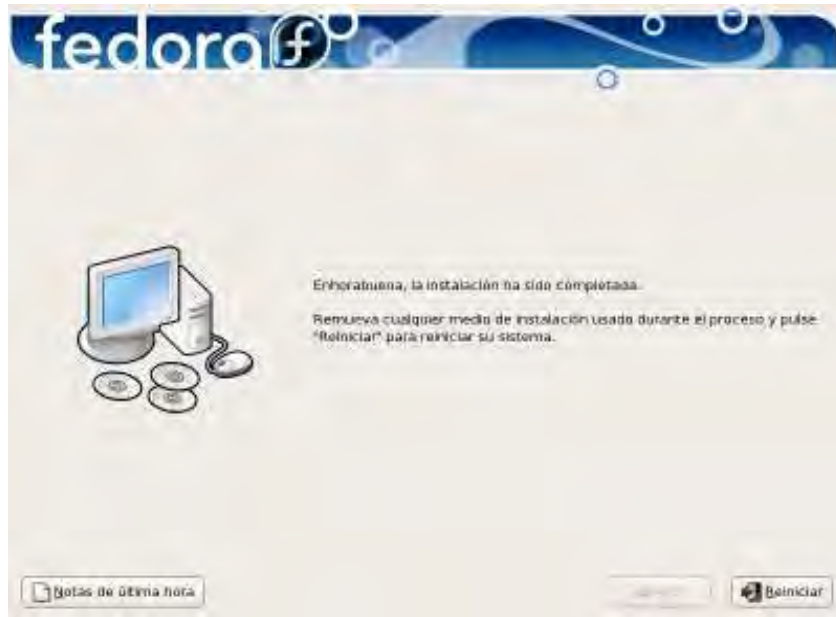 fedora
Enhorabuena, la instalación ha sido completada.
Remueva cualquier medio de instalación usado durante el proceso y pulse
"Reiniciar" para reiniciar su sistema.
Notas de última hora
Reiniciar